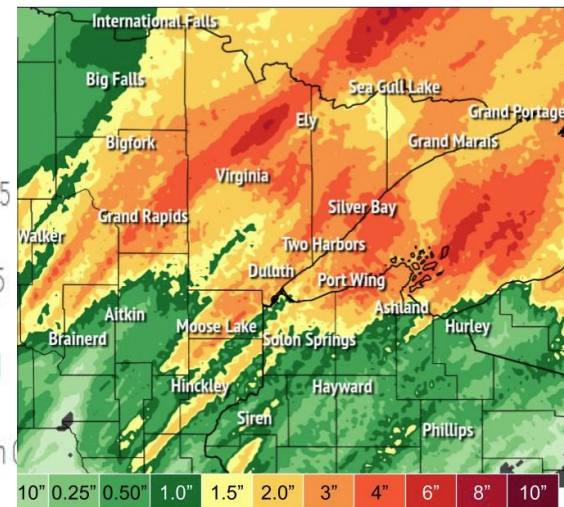 International Falls
Big Falls
Sea Gull Lake
Grand Portage
Ely
Bigfork
Grand Marais
Virginia
Silver Bay
Grand Rapids
Walker
Two Harbors
Duluth
Port Wing
Ashland
Aitkin
Moose Lake
Hurley
Brainerd
Solon Springs
Hinckley
Hayward
Siren
Phillips
5
5
10" 0.25" 0.50" 1.0" 1.5" 2.0" 3" 4" 6" 8" 10"